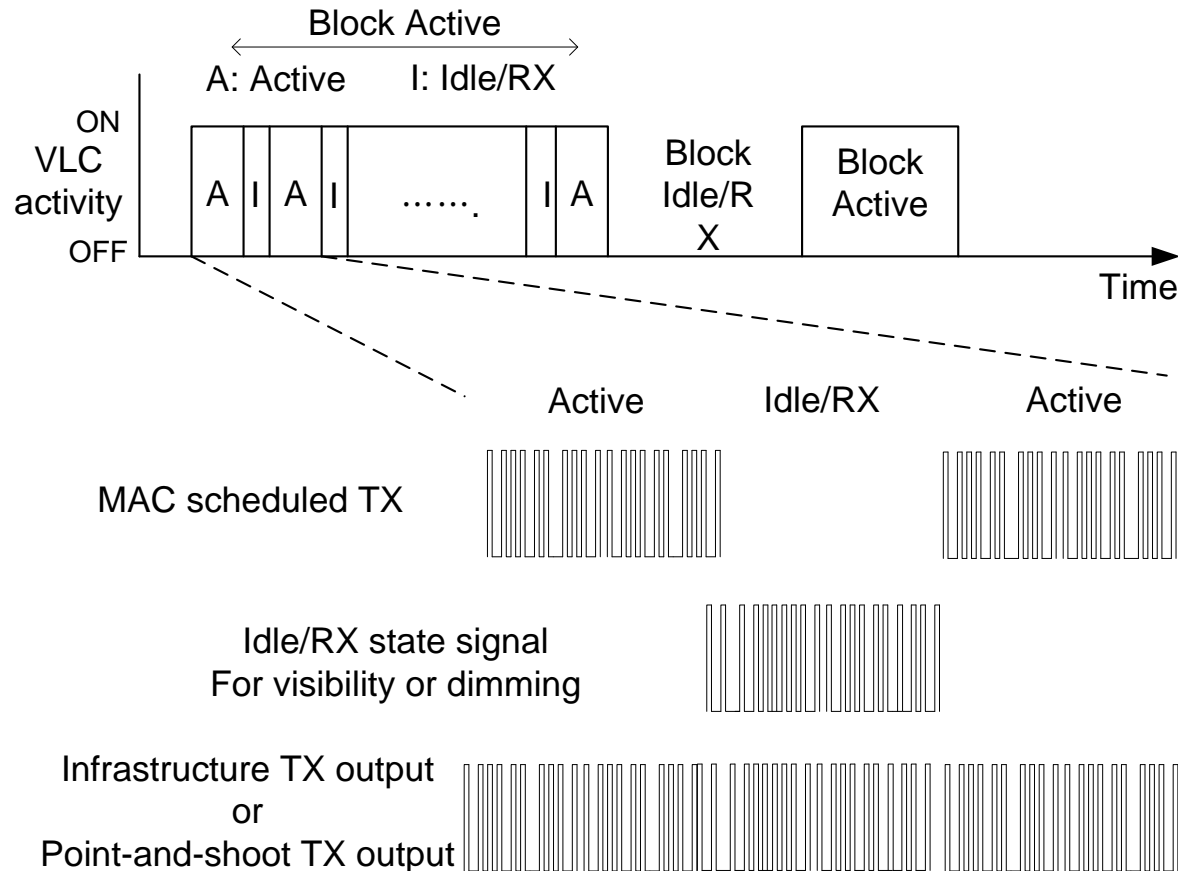 Block Active
A: Active I: Idle/RX
ON
VLC
activity
OFF
A I A I ....... I A
Block
Idle/R
X
Block
Active
Time
Active Idle/RX Active
MAC scheduled TX
Idle/RX state signal
For visibility or dimming
Infrastructure TX output
or
Point-and-shoot TX output